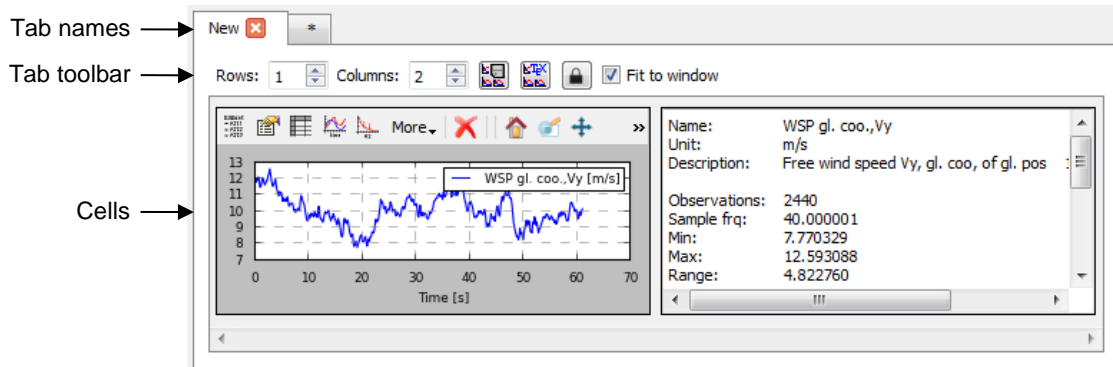 Tab names
New
*
Tab toolbar
Rows: 1 Columns: 2 Fit to window
More
»
Cells
13
12
11
10
9
8
7
WSP gl. coo.,Vy [m/s]
0 10 20 30 40 50 60 70
Time [s]
Name: WSP gl. coo.,Vy
Unit: m/s
Description: Free wind speed Vy, gl. coo, of gl. pos
Observations: 2440
Sample frq: 40.000001
Min: 7.770329
Max: 12.593088
Range: 4.822760